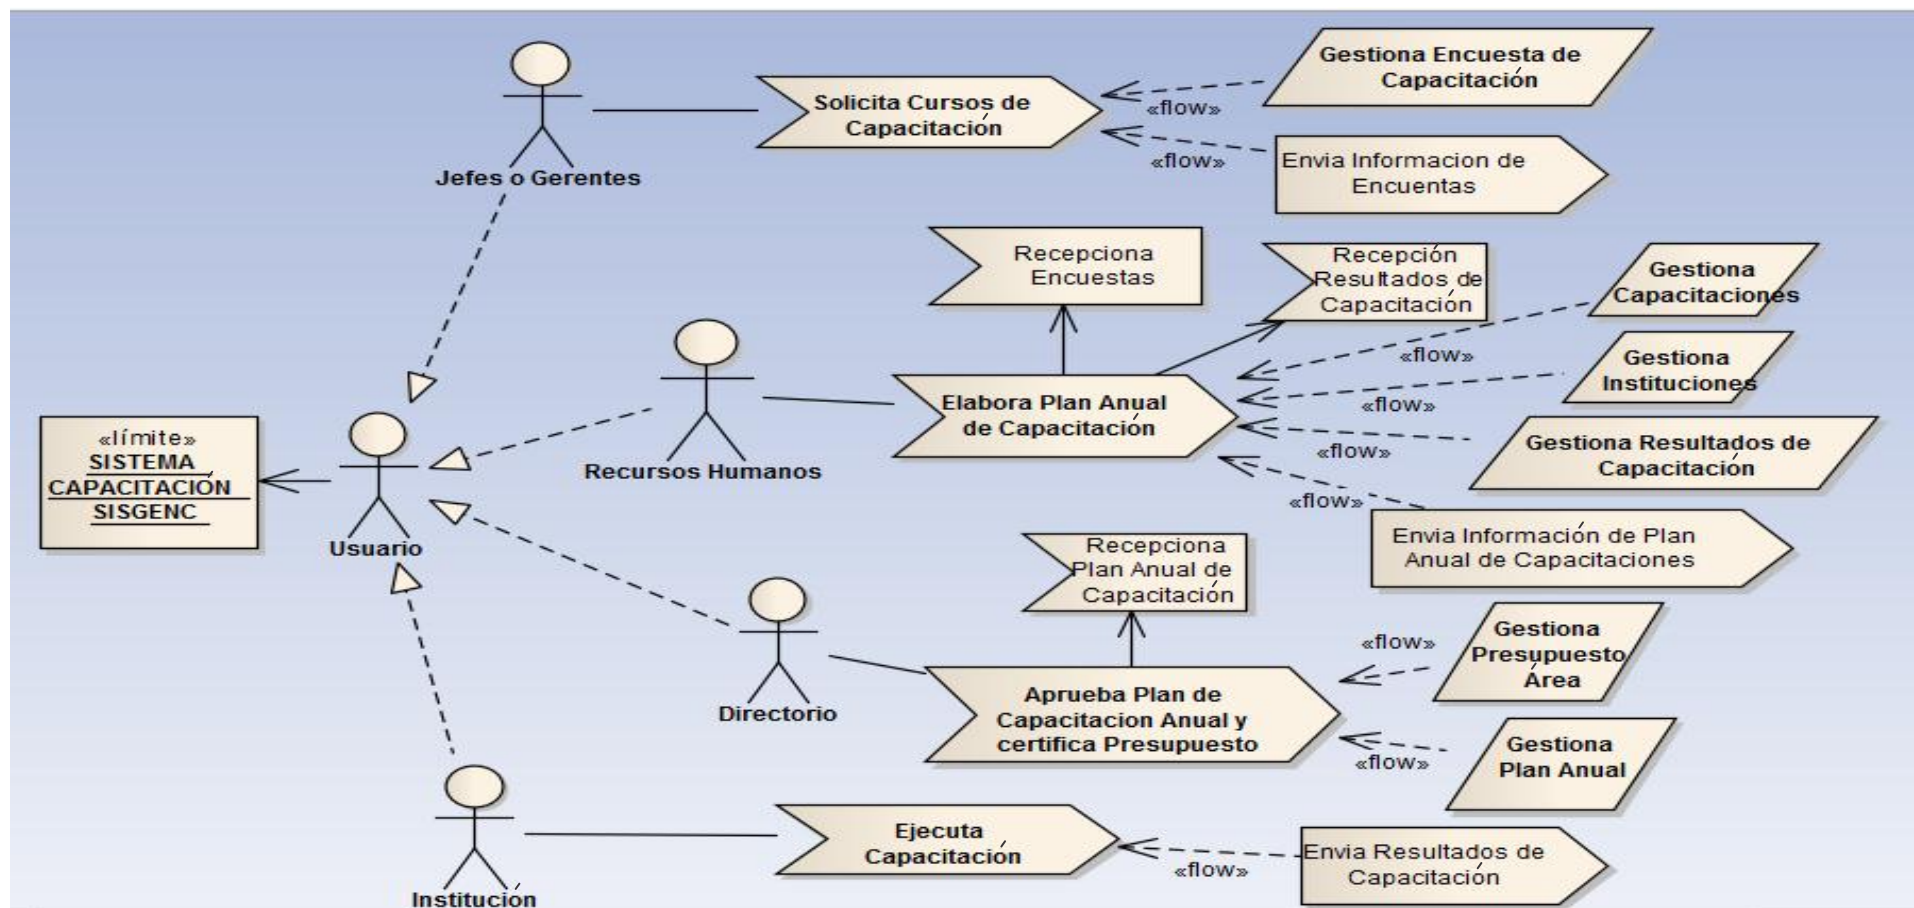 Gestiona Encuesta de
Capacitación
Solicita Cursos de
Capacitación
«flow»
Envia Informacion de
Encuentas
«flow»
Jefes o Gerentes
Recepciona
Encuestas
Recepción
Resultados de
Capacitación
Gestiona
Capacitaciones
«flow»
Gestiona
Instituciones
«flow»
Elabora Plan Anual
de Capacitación
Recursos Humanos
Gestiona Resultados de
Capacitación
«flow»
«límite»
SISTEMA
CAPACITACIÓN
SISGENC
Usuario
«flow»
Envia Información de Plan
Anual de Capacitaciones
Recepciona
Plan Anual de
Capacitación
Gestiona
Presupuesto
Área
«flow»
Directorio
Aprueba Plan de
Capacitacion Anual y
certifica Presupuesto
Gestiona
Plan Anual
«flow»
Ejecuta
Capacitación
Envia Resultados de
Capacitación
«flow»
Institución